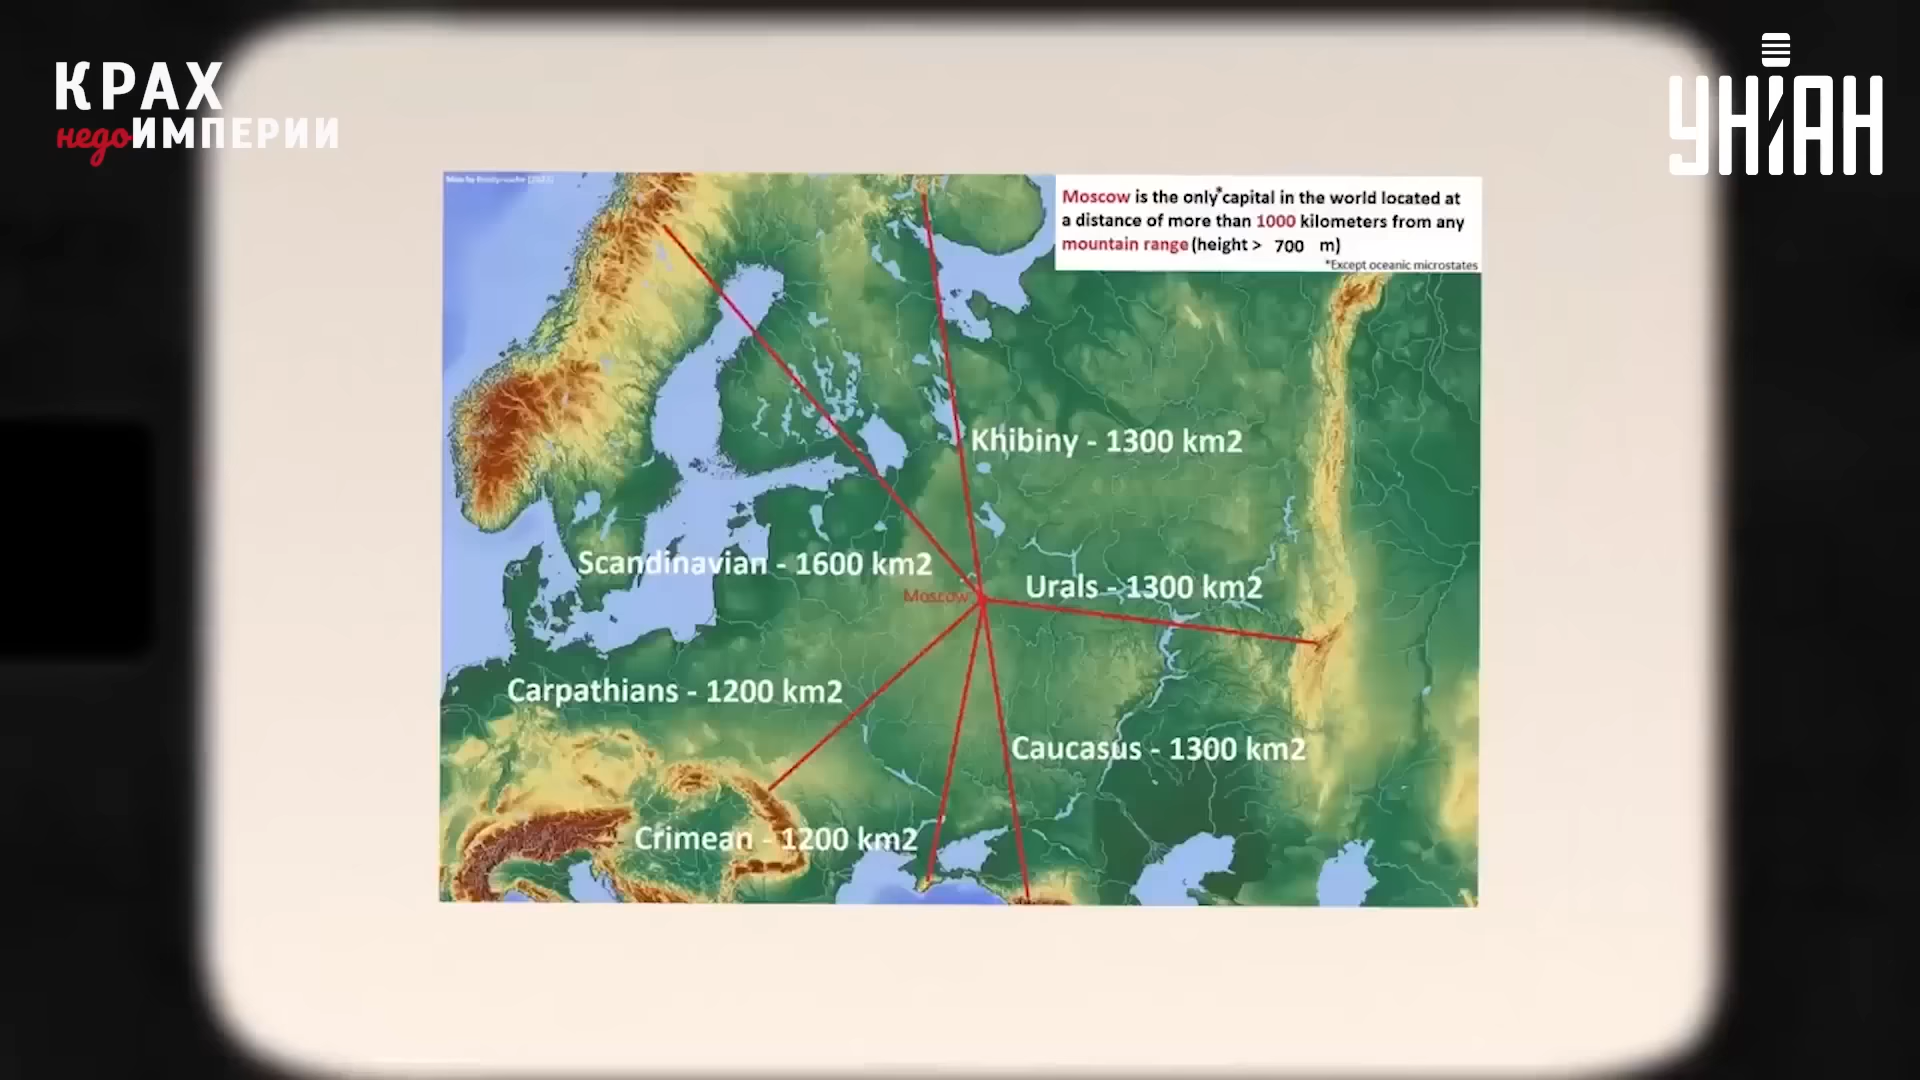 КРАХ
недоИМПЕРИИ
УНІАН
Moscow is the only*capital in the world located at
a distance of more than 1000 kilometers from any
mountain range (height > 700 m)
*Except oceanic microstates
Khibiny - 1300 km2
Scandinavian - 1600 km2
Urals - 1300 km2
Moscow
Carpathians - 1200 km2
Caucasus - 1300 km2
Crimean - 1200 km2